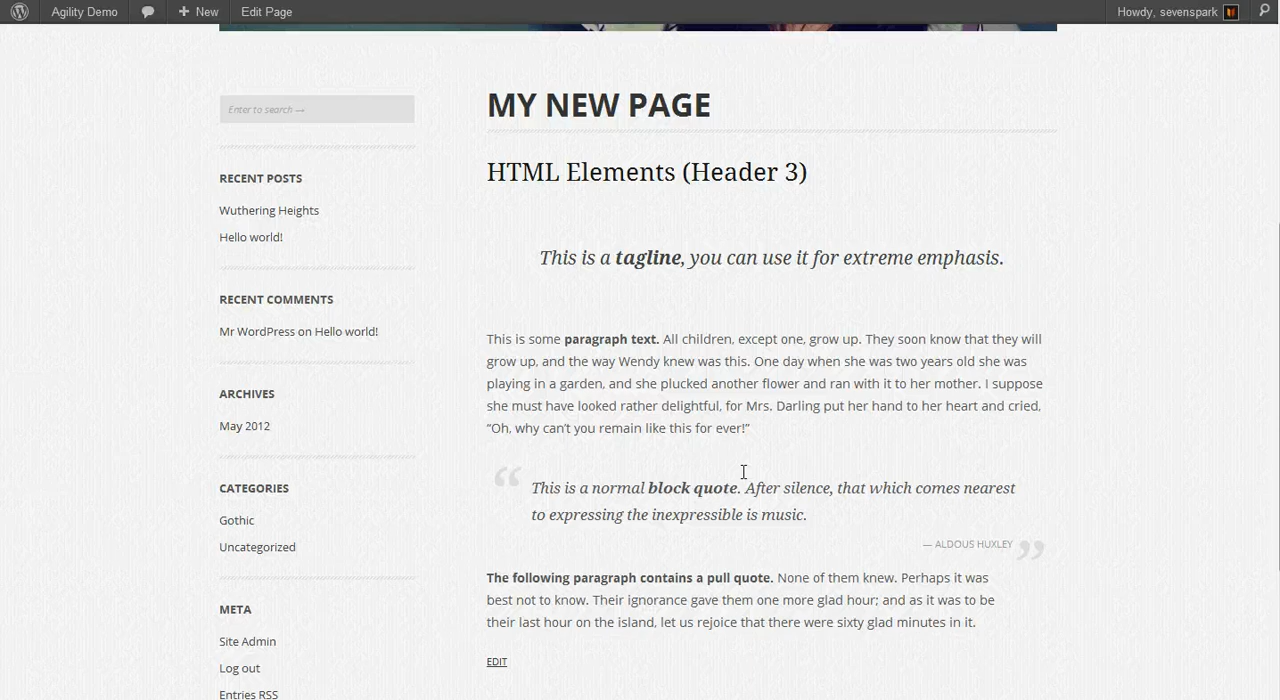 Agility Demo + New Edit Page Howdy, sevenspark
Enter to search →
RECENT POSTS
Wuthering Heights
Hello world!
RECENT COMMENTS
Mr WordPress on Hello world!
ARCHIVES
May 2012
CATEGORIES
Gothic
Uncategorized
META
Site Admin
Log out
Entries RSS
MY NEW PAGE
HTML Elements (Header 3)
This is a tagline, you can use it for extreme emphasis.
This is some paragraph text. All children, except one, grow up. They soon know that they will
grow up, and the way Wendy knew was this. One day when she was two years old she was
playing in a garden, and she plucked another flower and ran with it to her mother. I suppose
she must have looked rather delightful, for Mrs. Darling put her hand to her heart and cried,
“Oh, why can’t you remain like this for ever!”
“ This is a normal block quote. After silence, that which comes nearest
to expressing the inexpressible is music.
— ALDOUS HUXLEY ”
The following paragraph contains a pull quote. None of them knew. Perhaps it was
best not to know. Their ignorance gave them one more glad hour; and as it was to be
their last hour on the island, let us rejoice that there were sixty glad minutes in it.
EDIT